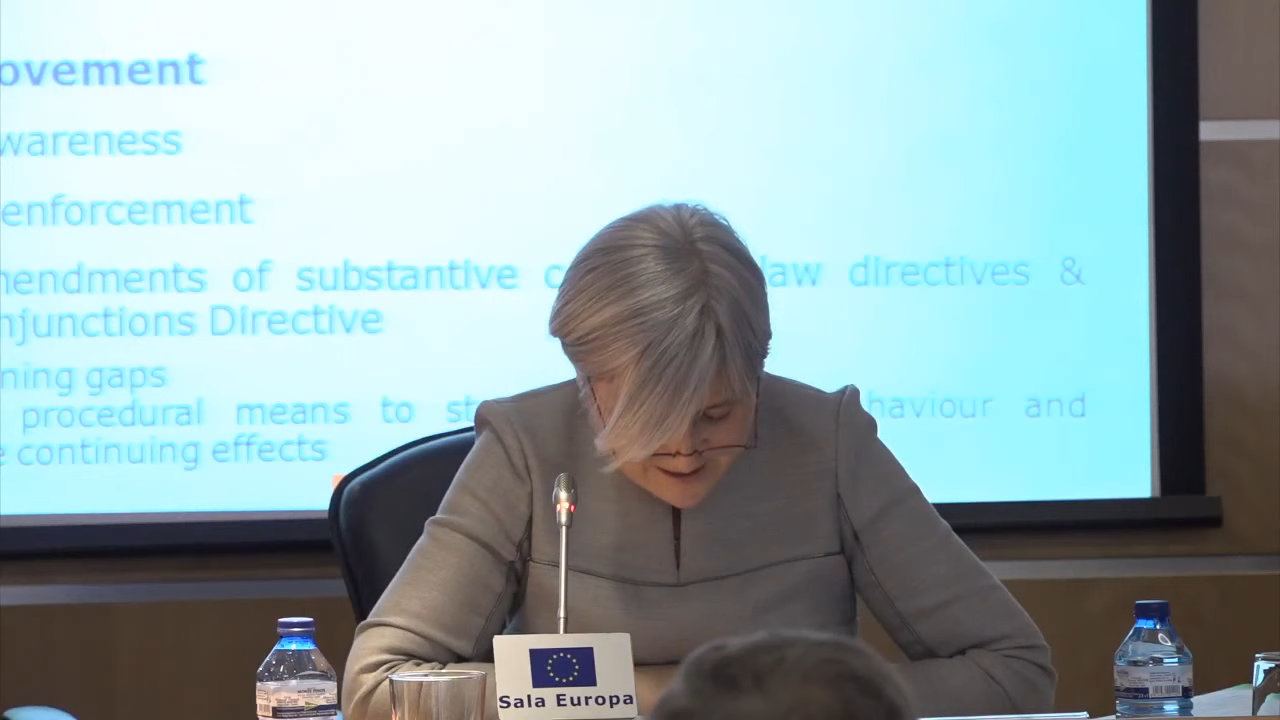 ovement
wareness
enforcement
mendments of substantive law directives &
njunctions Directive
ning gaps
procedural means to st haviour and
continuing effects
Sala Europa